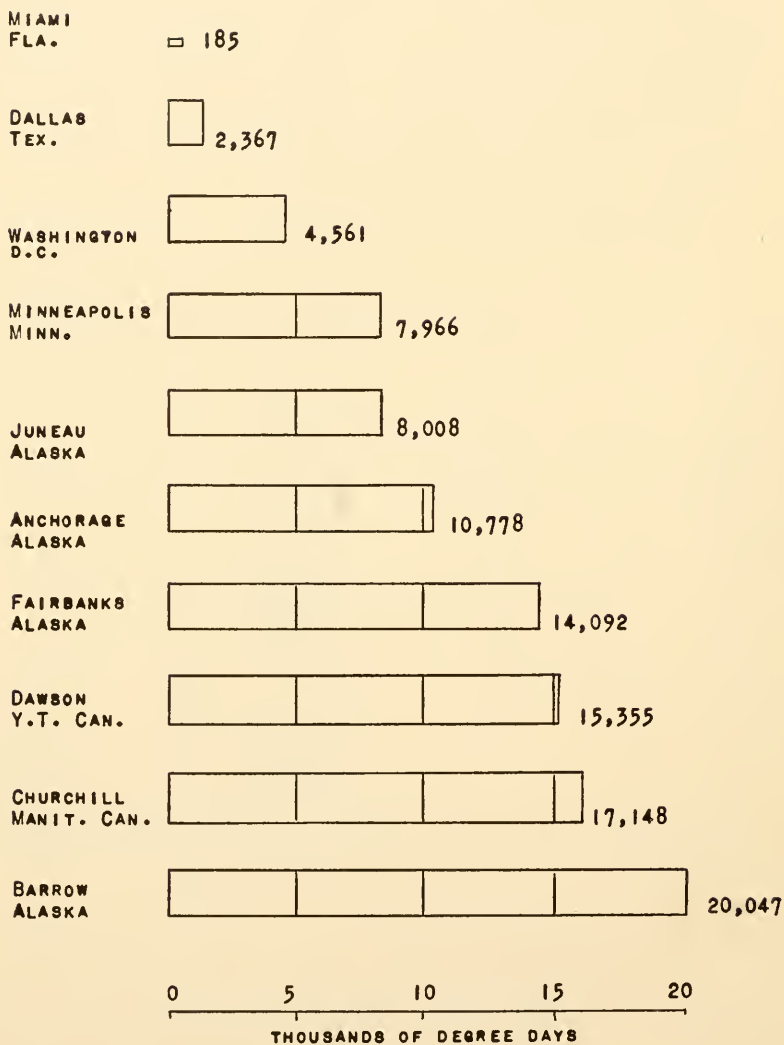 MIAMI
FLA.
185
DALLAS
TEX.
2,367
WASHINGTON
D.C.
4,561
MINNEAPOLIS
MINN.
7,966
JUNEAU
ALASKA
8,008
ANCHORAGE
ALASKA
10,778
FAIRBANKS
ALASKA
14,092
DAWSON
Y.T. CAN.
15,355
CHURCHILL
MANIT. CAN.
17,148
BARROW
ALASKA
20,047
0 5 10 15 20
THOUSANDS OF DEGREE DAYS